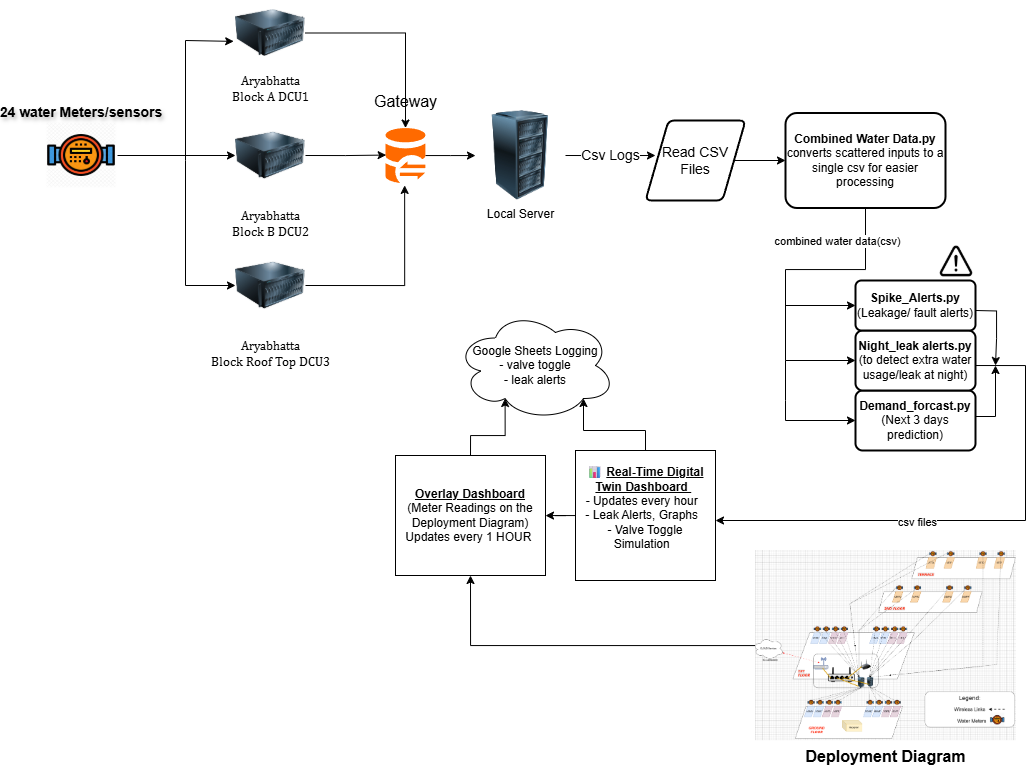 24 water Meters/sensors
Aryabhatta
Block A DCU1
Aryabhatta
Block B DCU2
Aryabhatta
Block Roof Top DCU3
Gateway
Local Server
Csv Logs
Read CSV
Files
Combined Water Data.py
converts scattered inputs to a
single csv for easier
processing
combined water data(csv)
Spike_Alerts.py
(Leakage/ fault alerts)
Night_leak alerts.py
(to detect extra water
usage/leak at night)
Demand_forcast.py
(Next 3 days
prediction)
csv files
Google Sheets Logging
- valve toggle
- leak alerts
Overlay Dashboard
(Meter Readings on the
Deployment Diagram)
Updates every 1 HOUR
Real-Time Digital
Twin Dashboard
- Updates every hour
- Leak Alerts, Graphs
- Valve Toggle
Simulation
TERRACE
2ND FLOOR
1ST
FLOOR
GROUND
FLOOR
Legend:
Wireless Links
Water Meters
Deployment Diagram